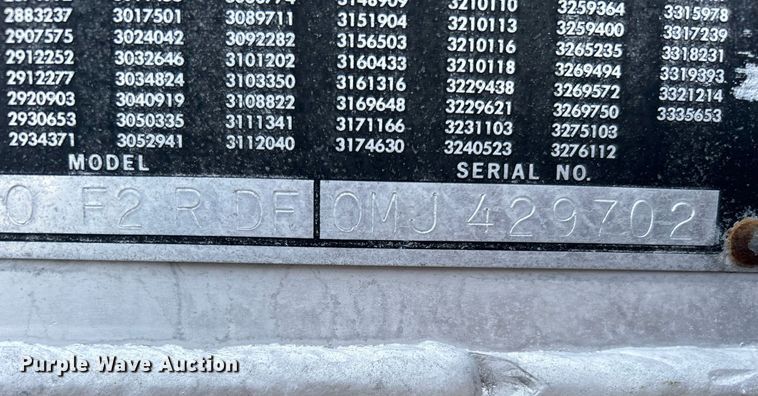 3210110 3259364 3315978
2883237 3017501 3089711 3151904 3210113 3259400 3317239
2907575 3024042 3092282 3156503 3210116 3265235 3318231
2912252 3032646 3101202 3160433 3210118 3269494 3319393
2912277 3034824 3103350 3161316 3229438 3269572 3321214
2920903 3040919 3108822 3169648 3229621 3269750 3335653
2930653 3050335 3111341 3171166 3231103 3275103
2934371 3052941 3112040 3174630 3240523 3276112
MODEL SERIAL NO.
O F2 R DF OMJ 429702
Purple Wave Auction